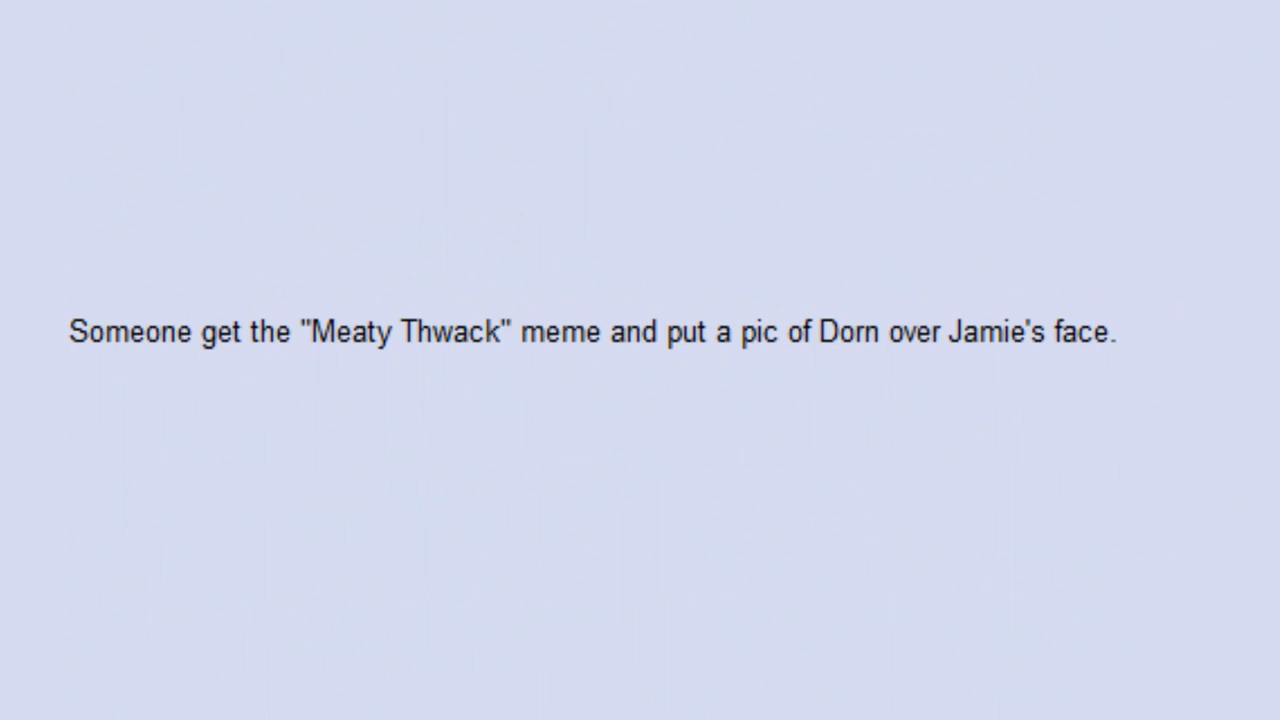 Someone get the "Meaty Thwack" meme and put a pic of Dorn over Jamie's face.